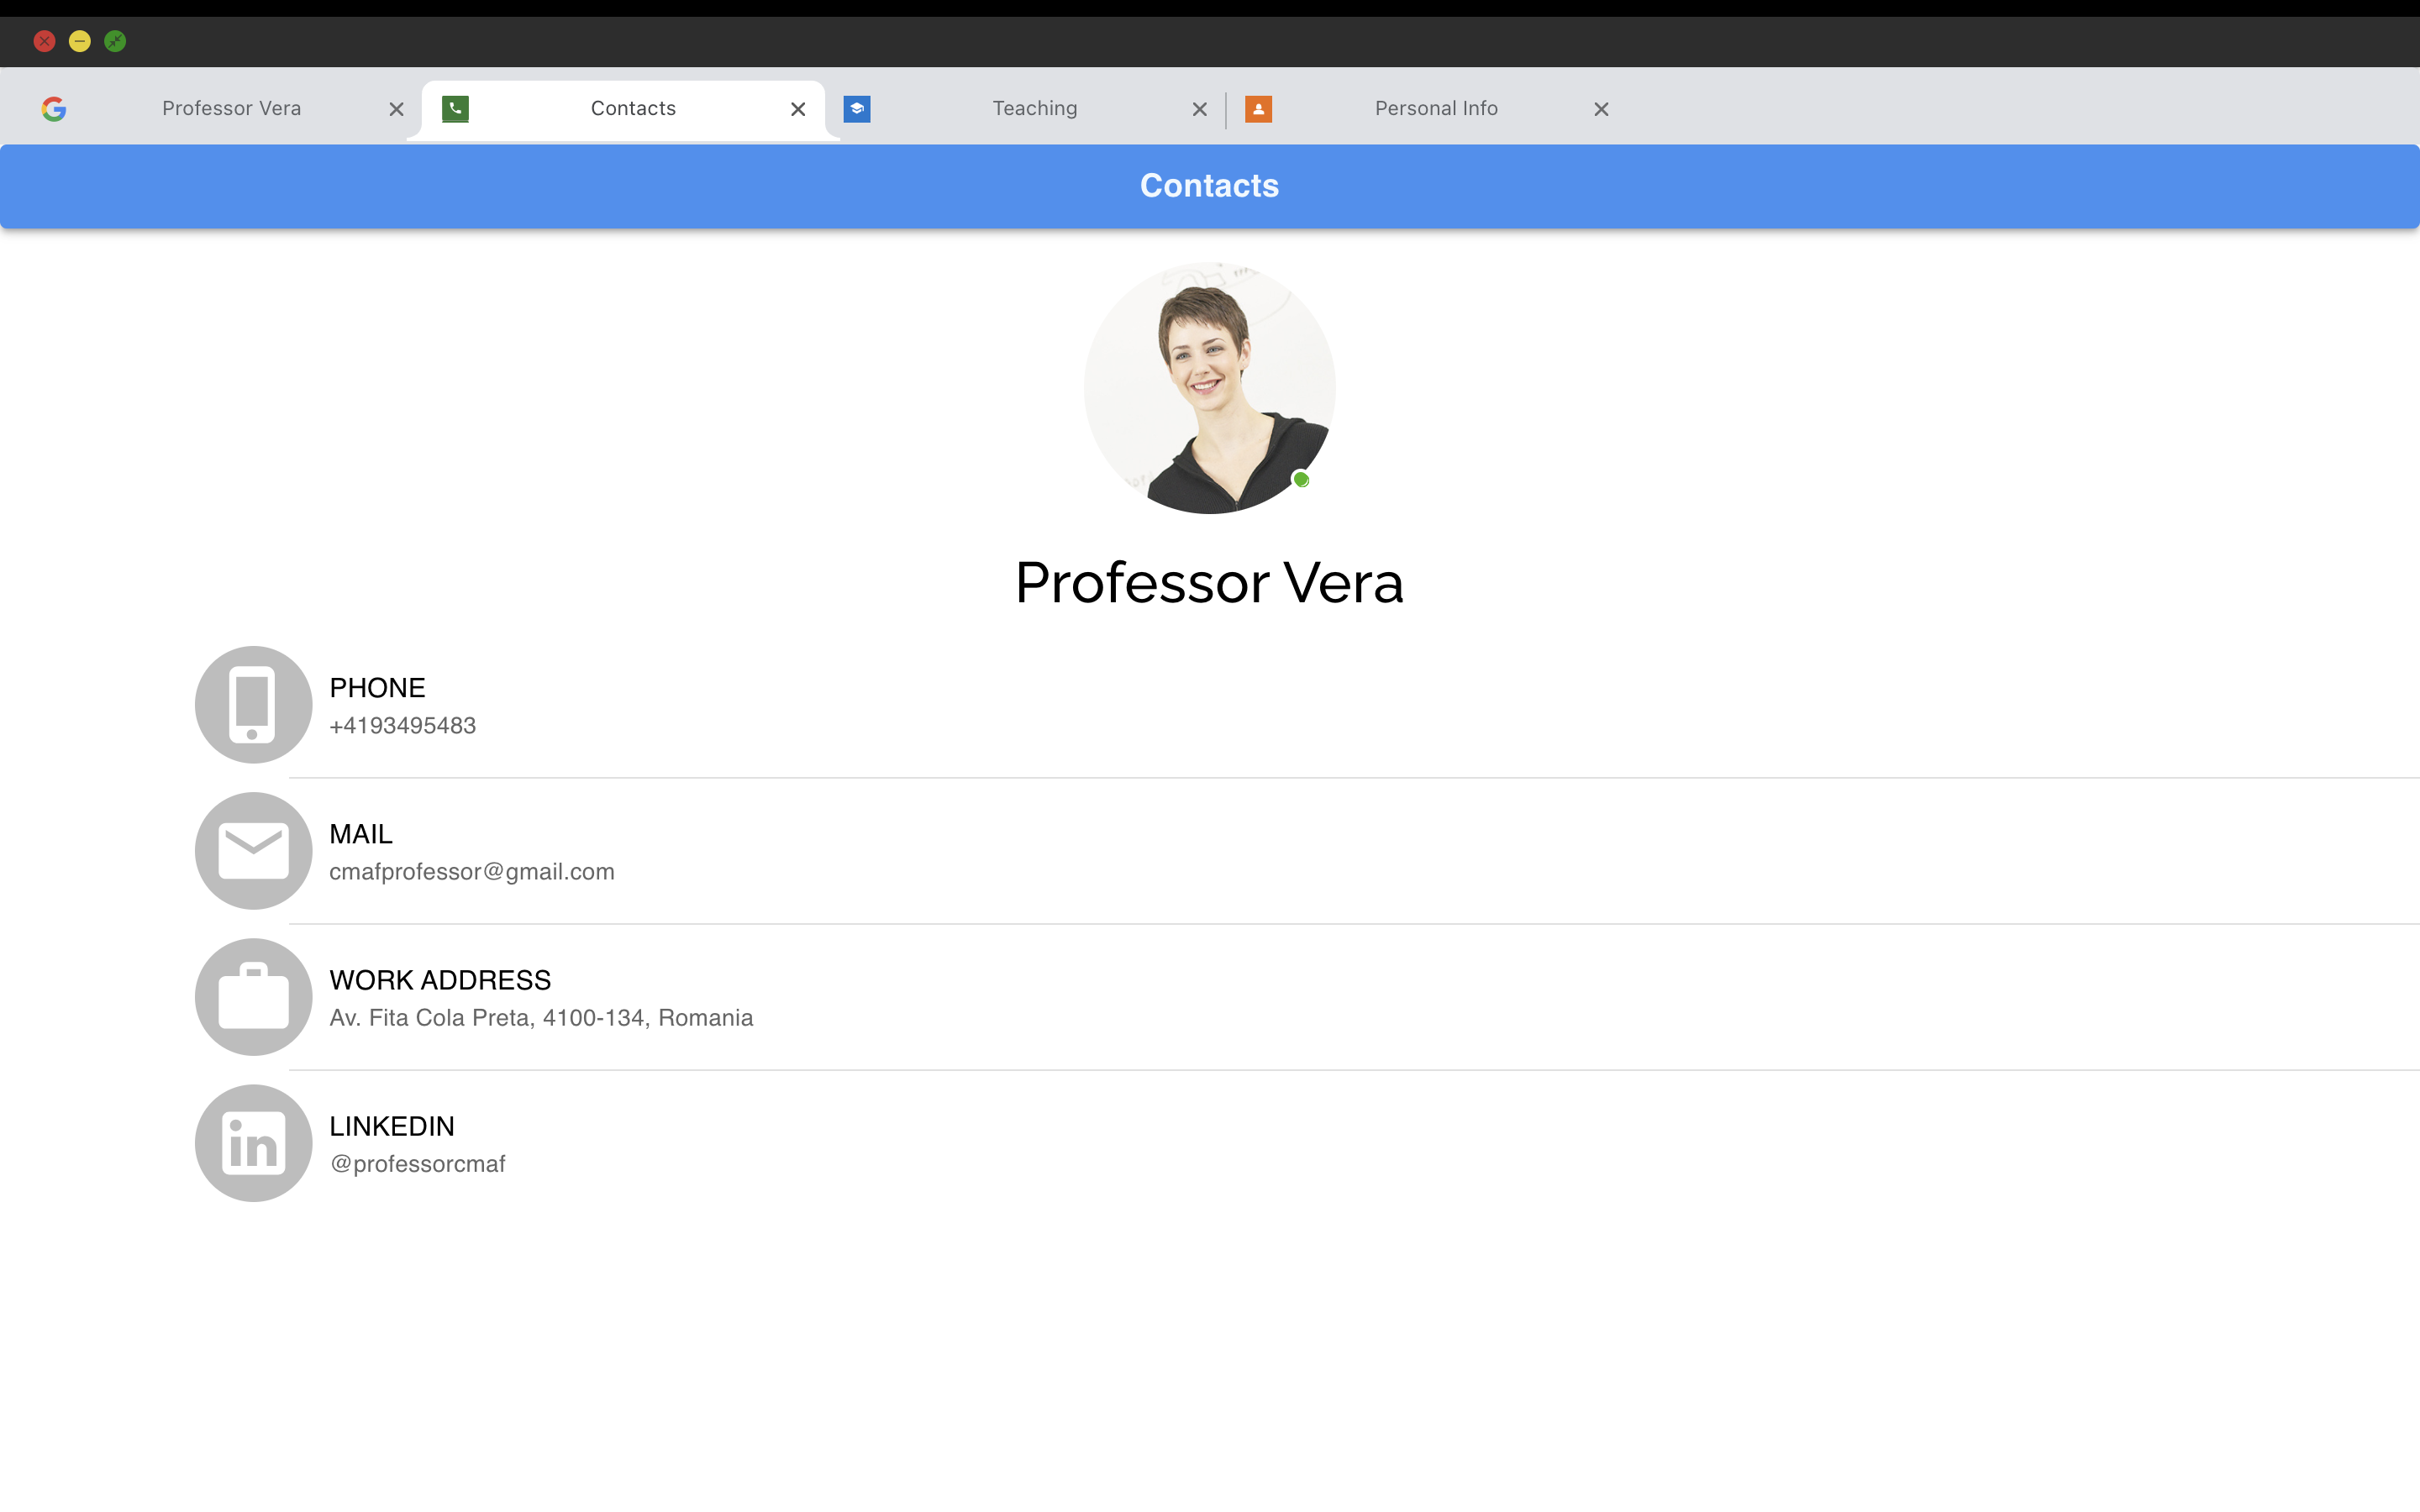 Professor Vera
Contacts
Teaching
Personal Info
Contacts
Professor Vera
PHONE
+4193495483
MAIL
cmafprofessor@gmail.com
WORK ADDRESS
Av. Fita Cola Preta, 4100-134, Romania
LINKEDIN
@professorcmaf